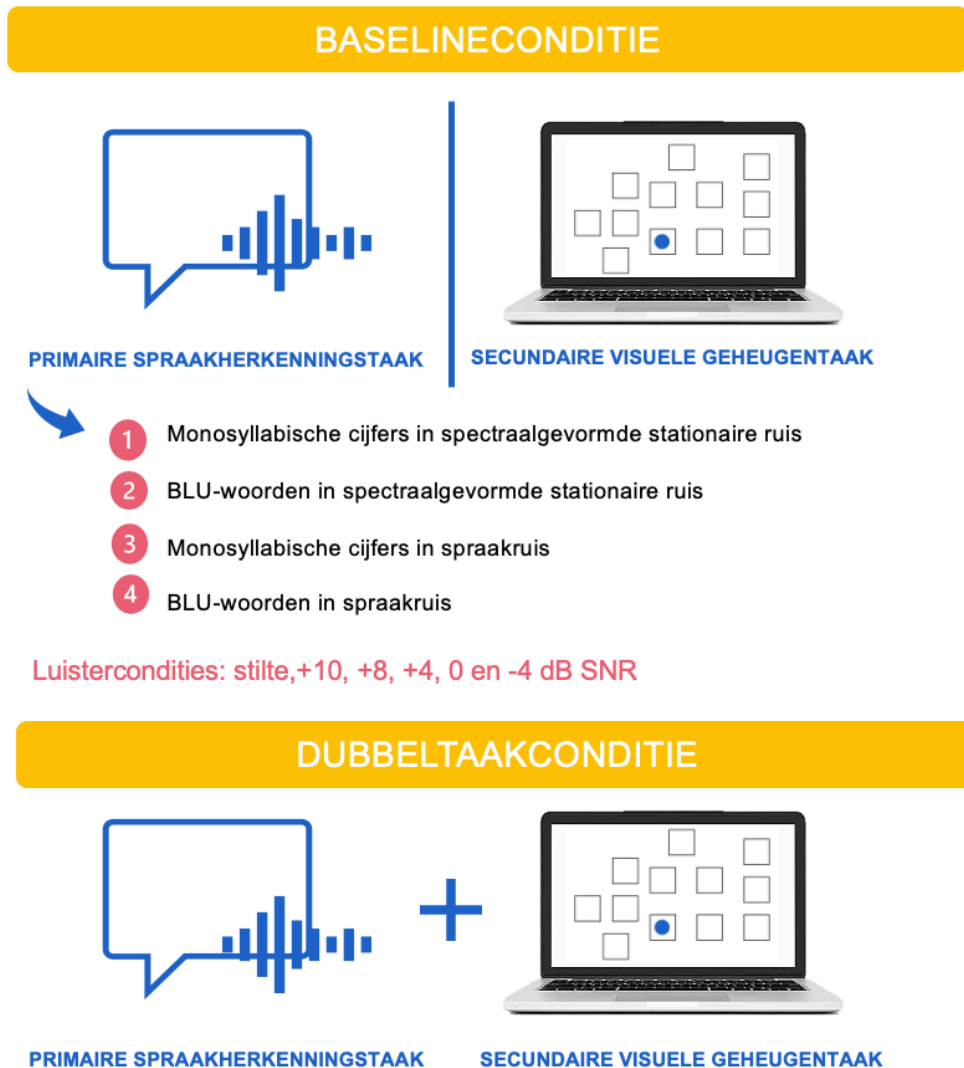 BASELINECONDITIE
PRIMAIRE SPRAAKHERKENNINGSTAAK
SECUNDAIRE VISUELE GEHEUGENTAAK
1 Monosyllabische cijfers in spectraalgevormde stationaire ruis
2 BLU-woorden in spectraalgevormde stationaire ruis
3 Monosyllabische cijfers in spraakruis
4 BLU-woorden in spraakruis
Luistercondities: stilte,+10, +8, +4, 0 en -4 dB SNR
DUBBELTAAKCONDITIE
PRIMAIRE SPRAAKHERKENNINGSTAAK
SECUNDAIRE VISUELE GEHEUGENTAAK